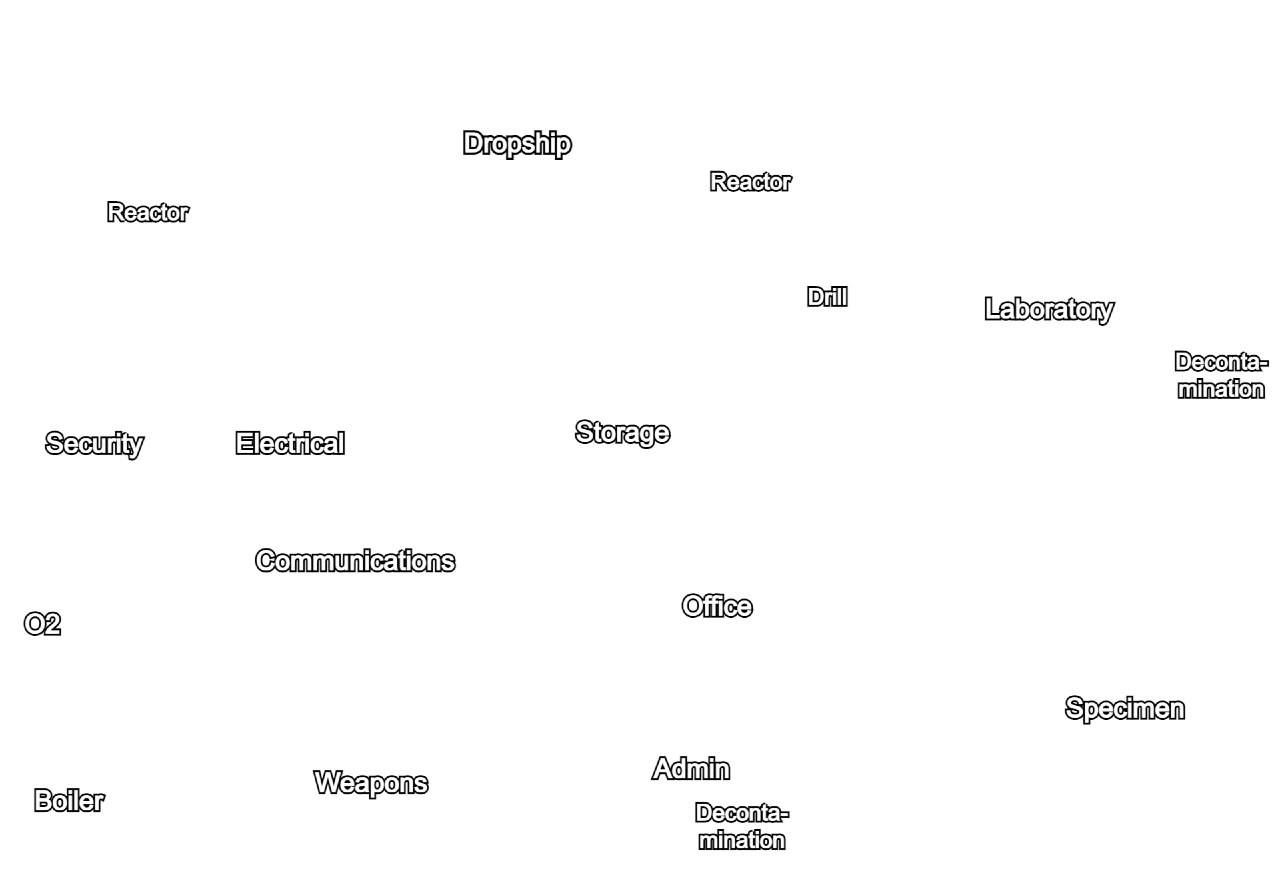 Dropship
Reactor
Reactor
Drill
Laboratory
Deconta-
mination
Security
Electrical
Storage
Communications
Office
O2
Specimen
Admin
Weapons
Boiler
Deconta-
mination